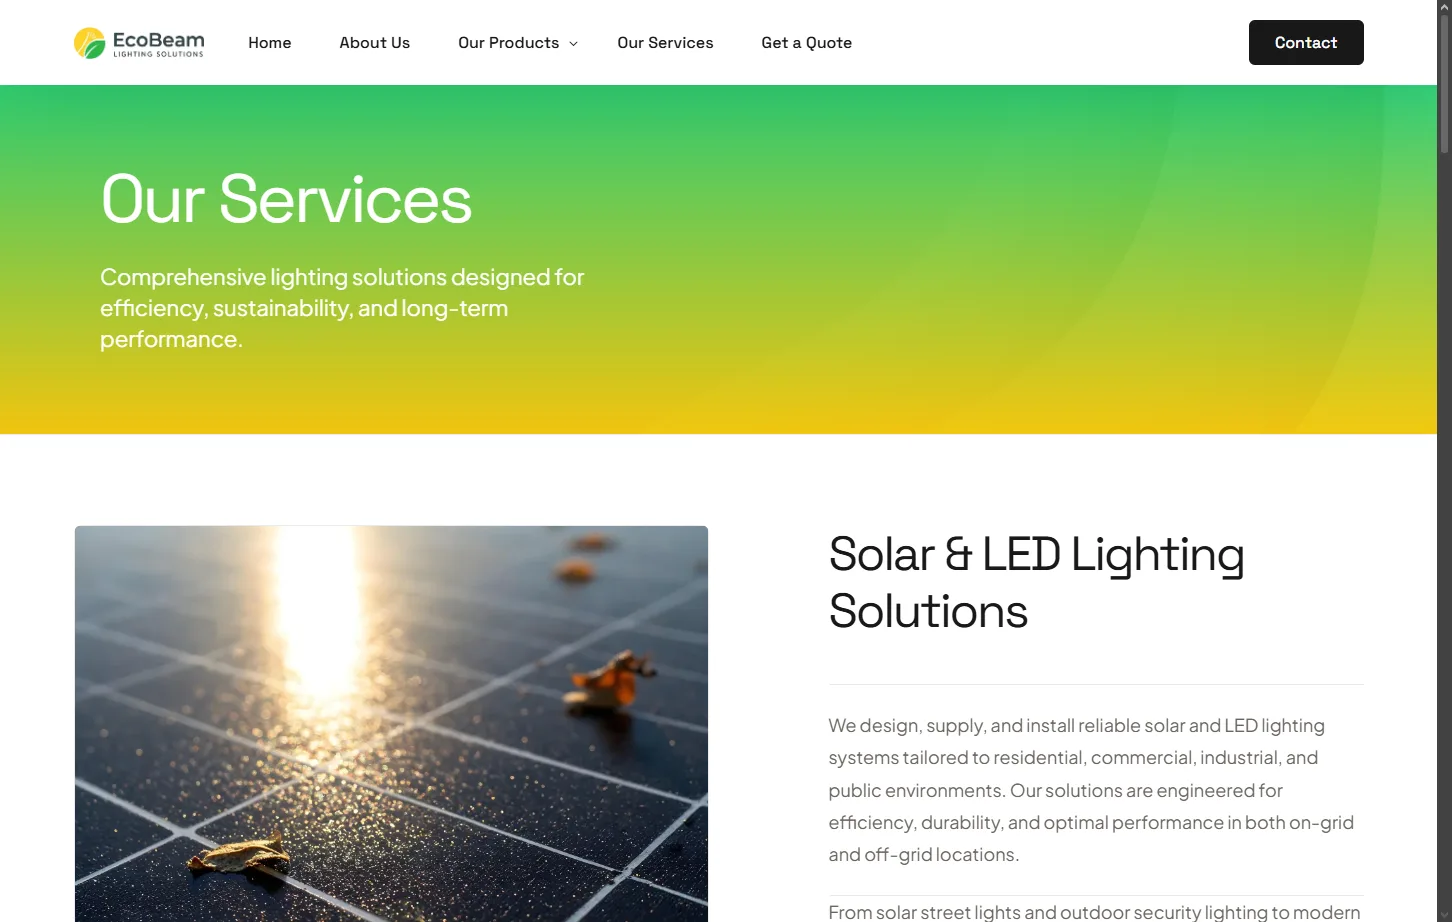 EcoBeam
LIGHTING SOLUTIONS
Home
About Us
Our Products
Our Services
Get a Quote
Contact
Our Services
Comprehensive lighting solutions designed for
efficiency, sustainability, and long-term
performance.
Solar & LED Lighting
Solutions
We design, supply, and install reliable solar and LED lighting
systems tailored to residential, commercial, industrial, and
public environments. Our solutions are engineered for
efficiency, durability, and optimal performance in both on-grid
and off-grid locations.
From solar street lights and outdoor security lighting to modern